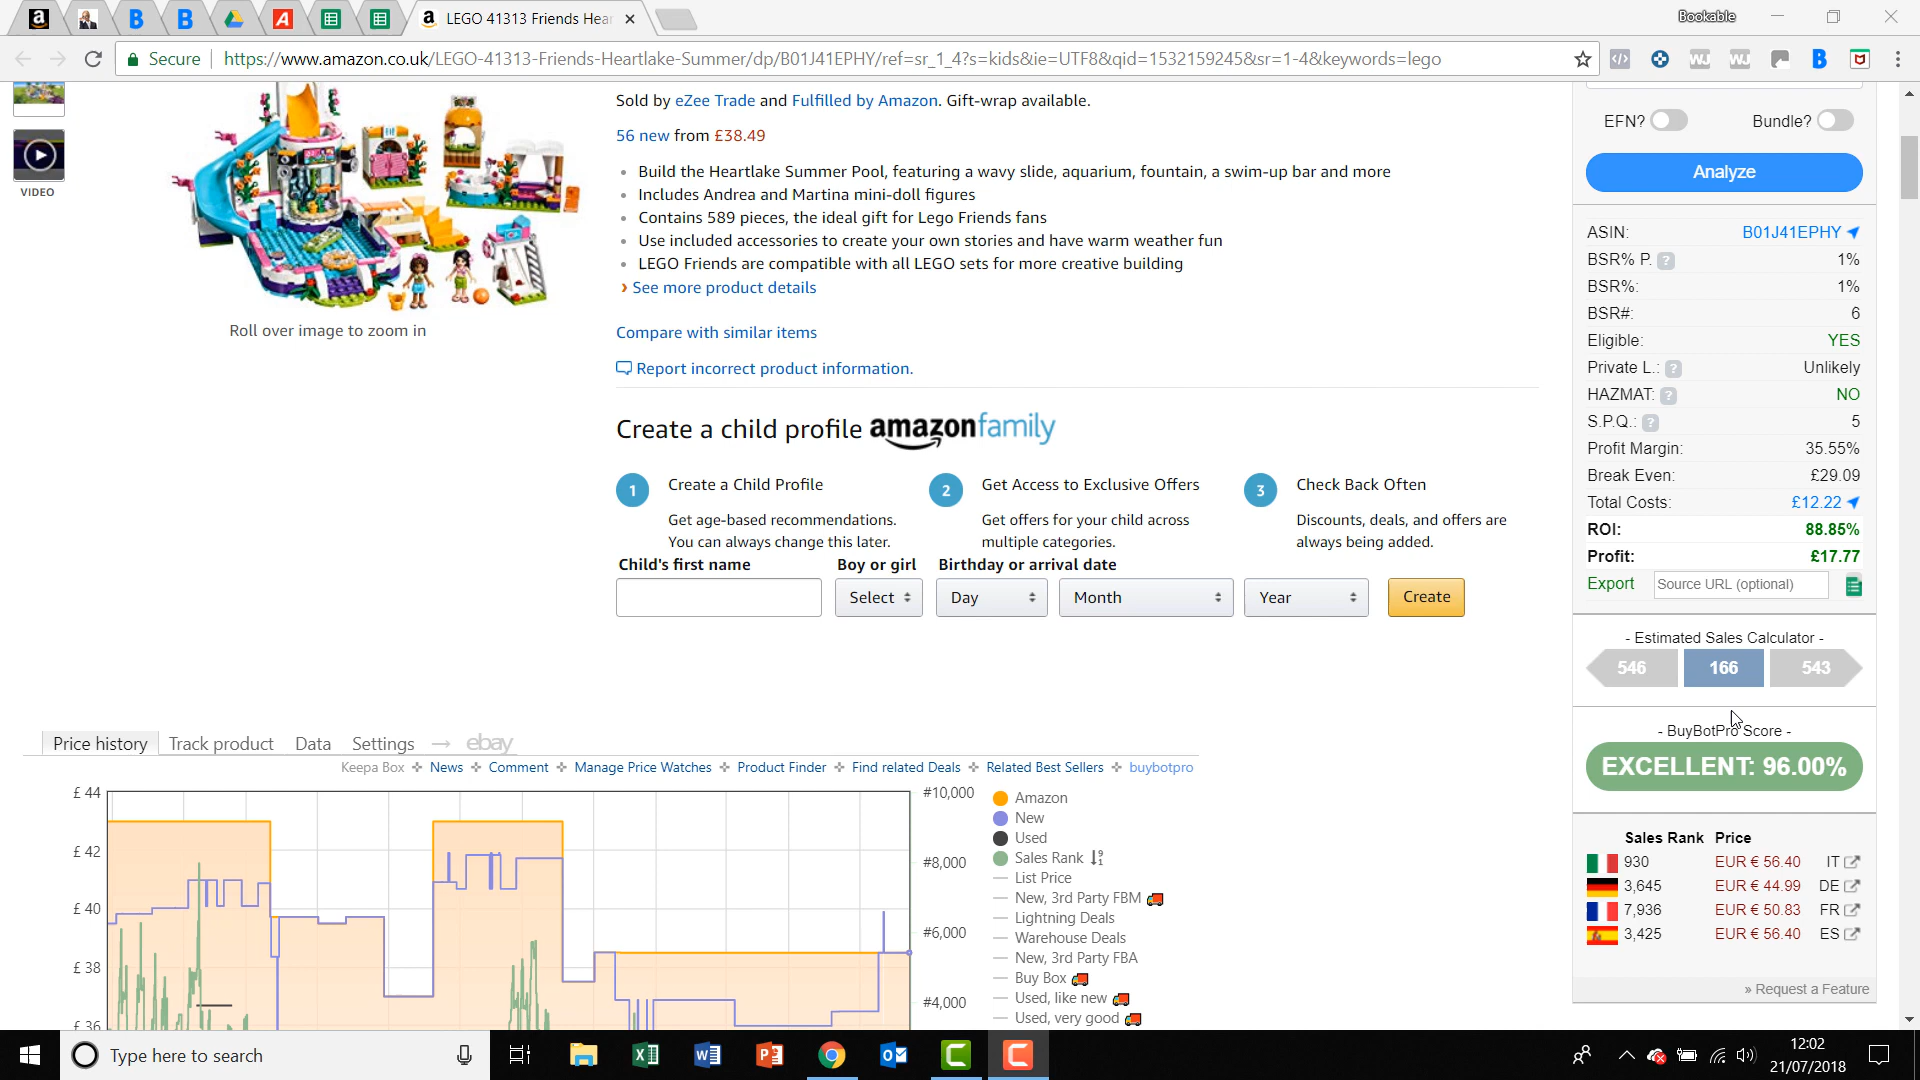 LEGO 41313 Friends Hear
Bookable
Secure
https://www.amazon.co.uk/LEGO-41313-Friends-Heartlake-Summer/dp/B01J41EPHY/ref=sr_1_4?s=kids&ie=UTF8&qid=1532159245&sr=1-4&keywords=lego
VIDEO
Roll over image to zoom in
Sold by eZee Trade and Fulfilled by Amazon. Gift-wrap available.
56 new from £38.49
Build the Heartlake Summer Pool, featuring a wavy slide, aquarium, fountain, a swim-up bar and more
Includes Andrea and Martina mini-doll figures
Contains 589 pieces, the ideal gift for Lego Friends fans
Use included accessories to create your own stories and have warm weather fun
LEGO Friends are compatible with all LEGO sets for more creative building
› See more product details
Compare with similar items
Report incorrect product information.
Create a child profile amazonfamily
1 Create a Child Profile
Get age-based recommendations.
You can always change this later.
2 Get Access to Exclusive Offers
Get offers for your child across
multiple categories.
3 Check Back Often
Discounts, deals, and offers are
always being added.
Child's first name Boy or girl Birthday or arrival date
Select Day Month Year Create
Price history Track product Data Settings → ebay
Keepa Box News Comment Manage Price Watches Product Finder Find related Deals Related Best Sellers buybotpro
£ 44
£ 42
£ 40
£ 38
£ 36
#10,000
#8,000
#6,000
#4,000
Amazon
New
Used
Sales Rank
List Price
New, 3rd Party FBM
Lightning Deals
Warehouse Deals
New, 3rd Party FBA
Buy Box
Used, like new
Used, very good
EFN? Bundle?
Analyze
ASIN: B01J41EPHY
BSR% P. ? 1%
BSR%: 1%
BSR#: 6
Eligible: YES
Private L.: ? Unlikely
HAZMAT: ? NO
S.P.Q.: ? 5
Profit Margin: 35.55%
Break Even: £29.09
Total Costs: £12.22
ROI: 88.85%
Profit: £17.77
Export Source URL (optional)
- Estimated Sales Calculator -
546 166 543
- BuyBotPro Score -
EXCELLENT: 96.00%
Sales Rank Price
930 EUR € 56.40 IT
3,645 EUR € 44.99 DE
7,936 EUR € 50.83 FR
3,425 EUR € 56.40 ES
» Request a Feature
Type here to search
12:02
21/07/2018